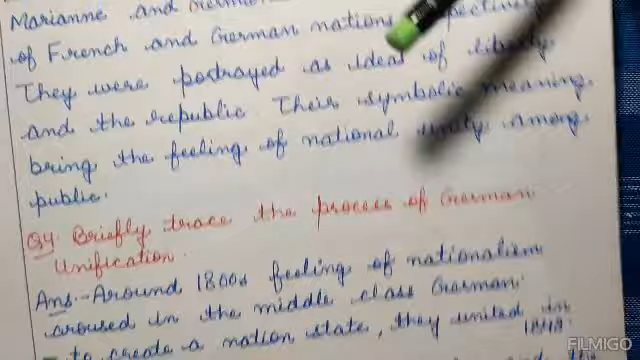 Marianne and
of French and German nations
They were portrayed as ideas of liberty
and the republic. Their symbolic meaning
bring the feeling of national unity among
public.
Q4. Briefly trace the process of German
Unification.
Ans:- Around 1800s feeling of nationalism
aroused in the middle class German.
to create a nation state, they united in
FILMIGO